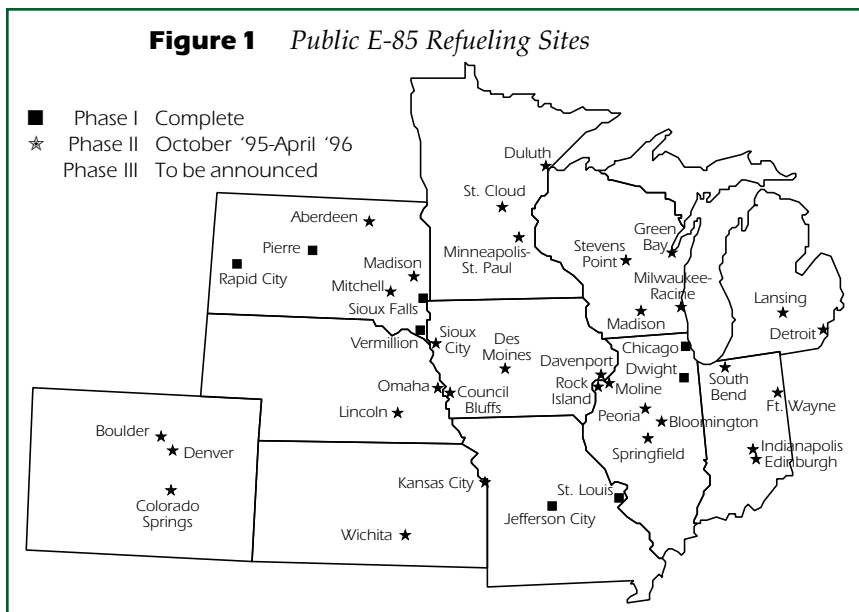 Figure 1 Public E-85 Refueling Sites
■ Phase I Complete
★ Phase II October '95-April '96
Phase III To be announced
Duluth
St. Cloud
Minneapolis-
St. Paul
Aberdeen
Pierre
Rapid City
Madison
Mitchell
Sioux Falls
Vermillion
Green
Bay
Stevens
Point
Milwaukee-
Racine
Madison
Lansing
Detroit
Sioux
City
Des
Moines
Davenport
Rock
Island
Moline
Council
Bluffs
Omaha
Lincoln
Chicago
Dwight
Peoria
Bloomington
Springfield
South
Bend
Ft. Wayne
Indianapolis
Edinburgh
Boulder
Denver
Colorado
Springs
Kansas City
Wichita
St. Louis
Jefferson City